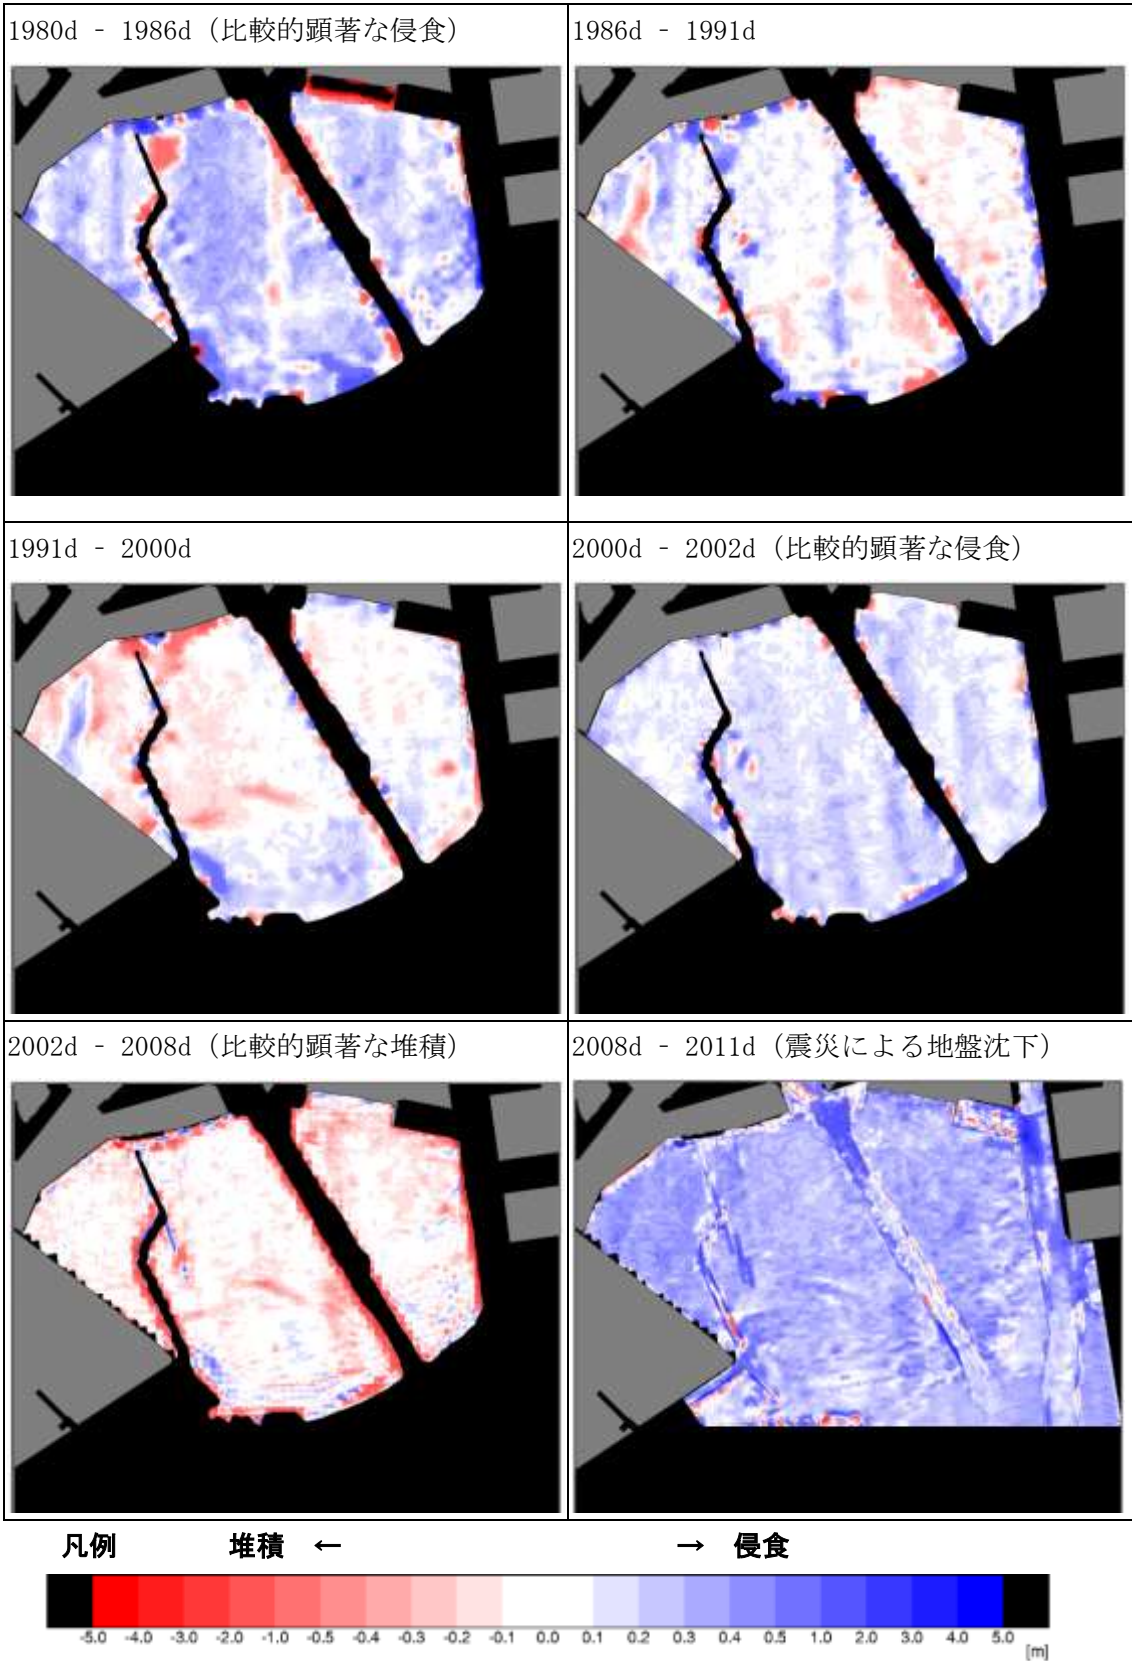 1980d - 1986d (比較的顕著な侵食)
1986d - 1991d
1991d - 2000d
2000d - 2002d (比較的顕著な侵食)
2002d - 2008d (比較的顕著な堆積)
2008d - 2011d (震災による地盤沈下)
凡例 堆積 ← → 侵食
-5.0 -4.0 -3.0 -2.0 -1.0 -0.5 -0.4 -0.3 -0.2 -0.1 0.0 0.1 0.2 0.3 0.4 0.5 1.0 2.0 3.0 4.0 5.0
[m]